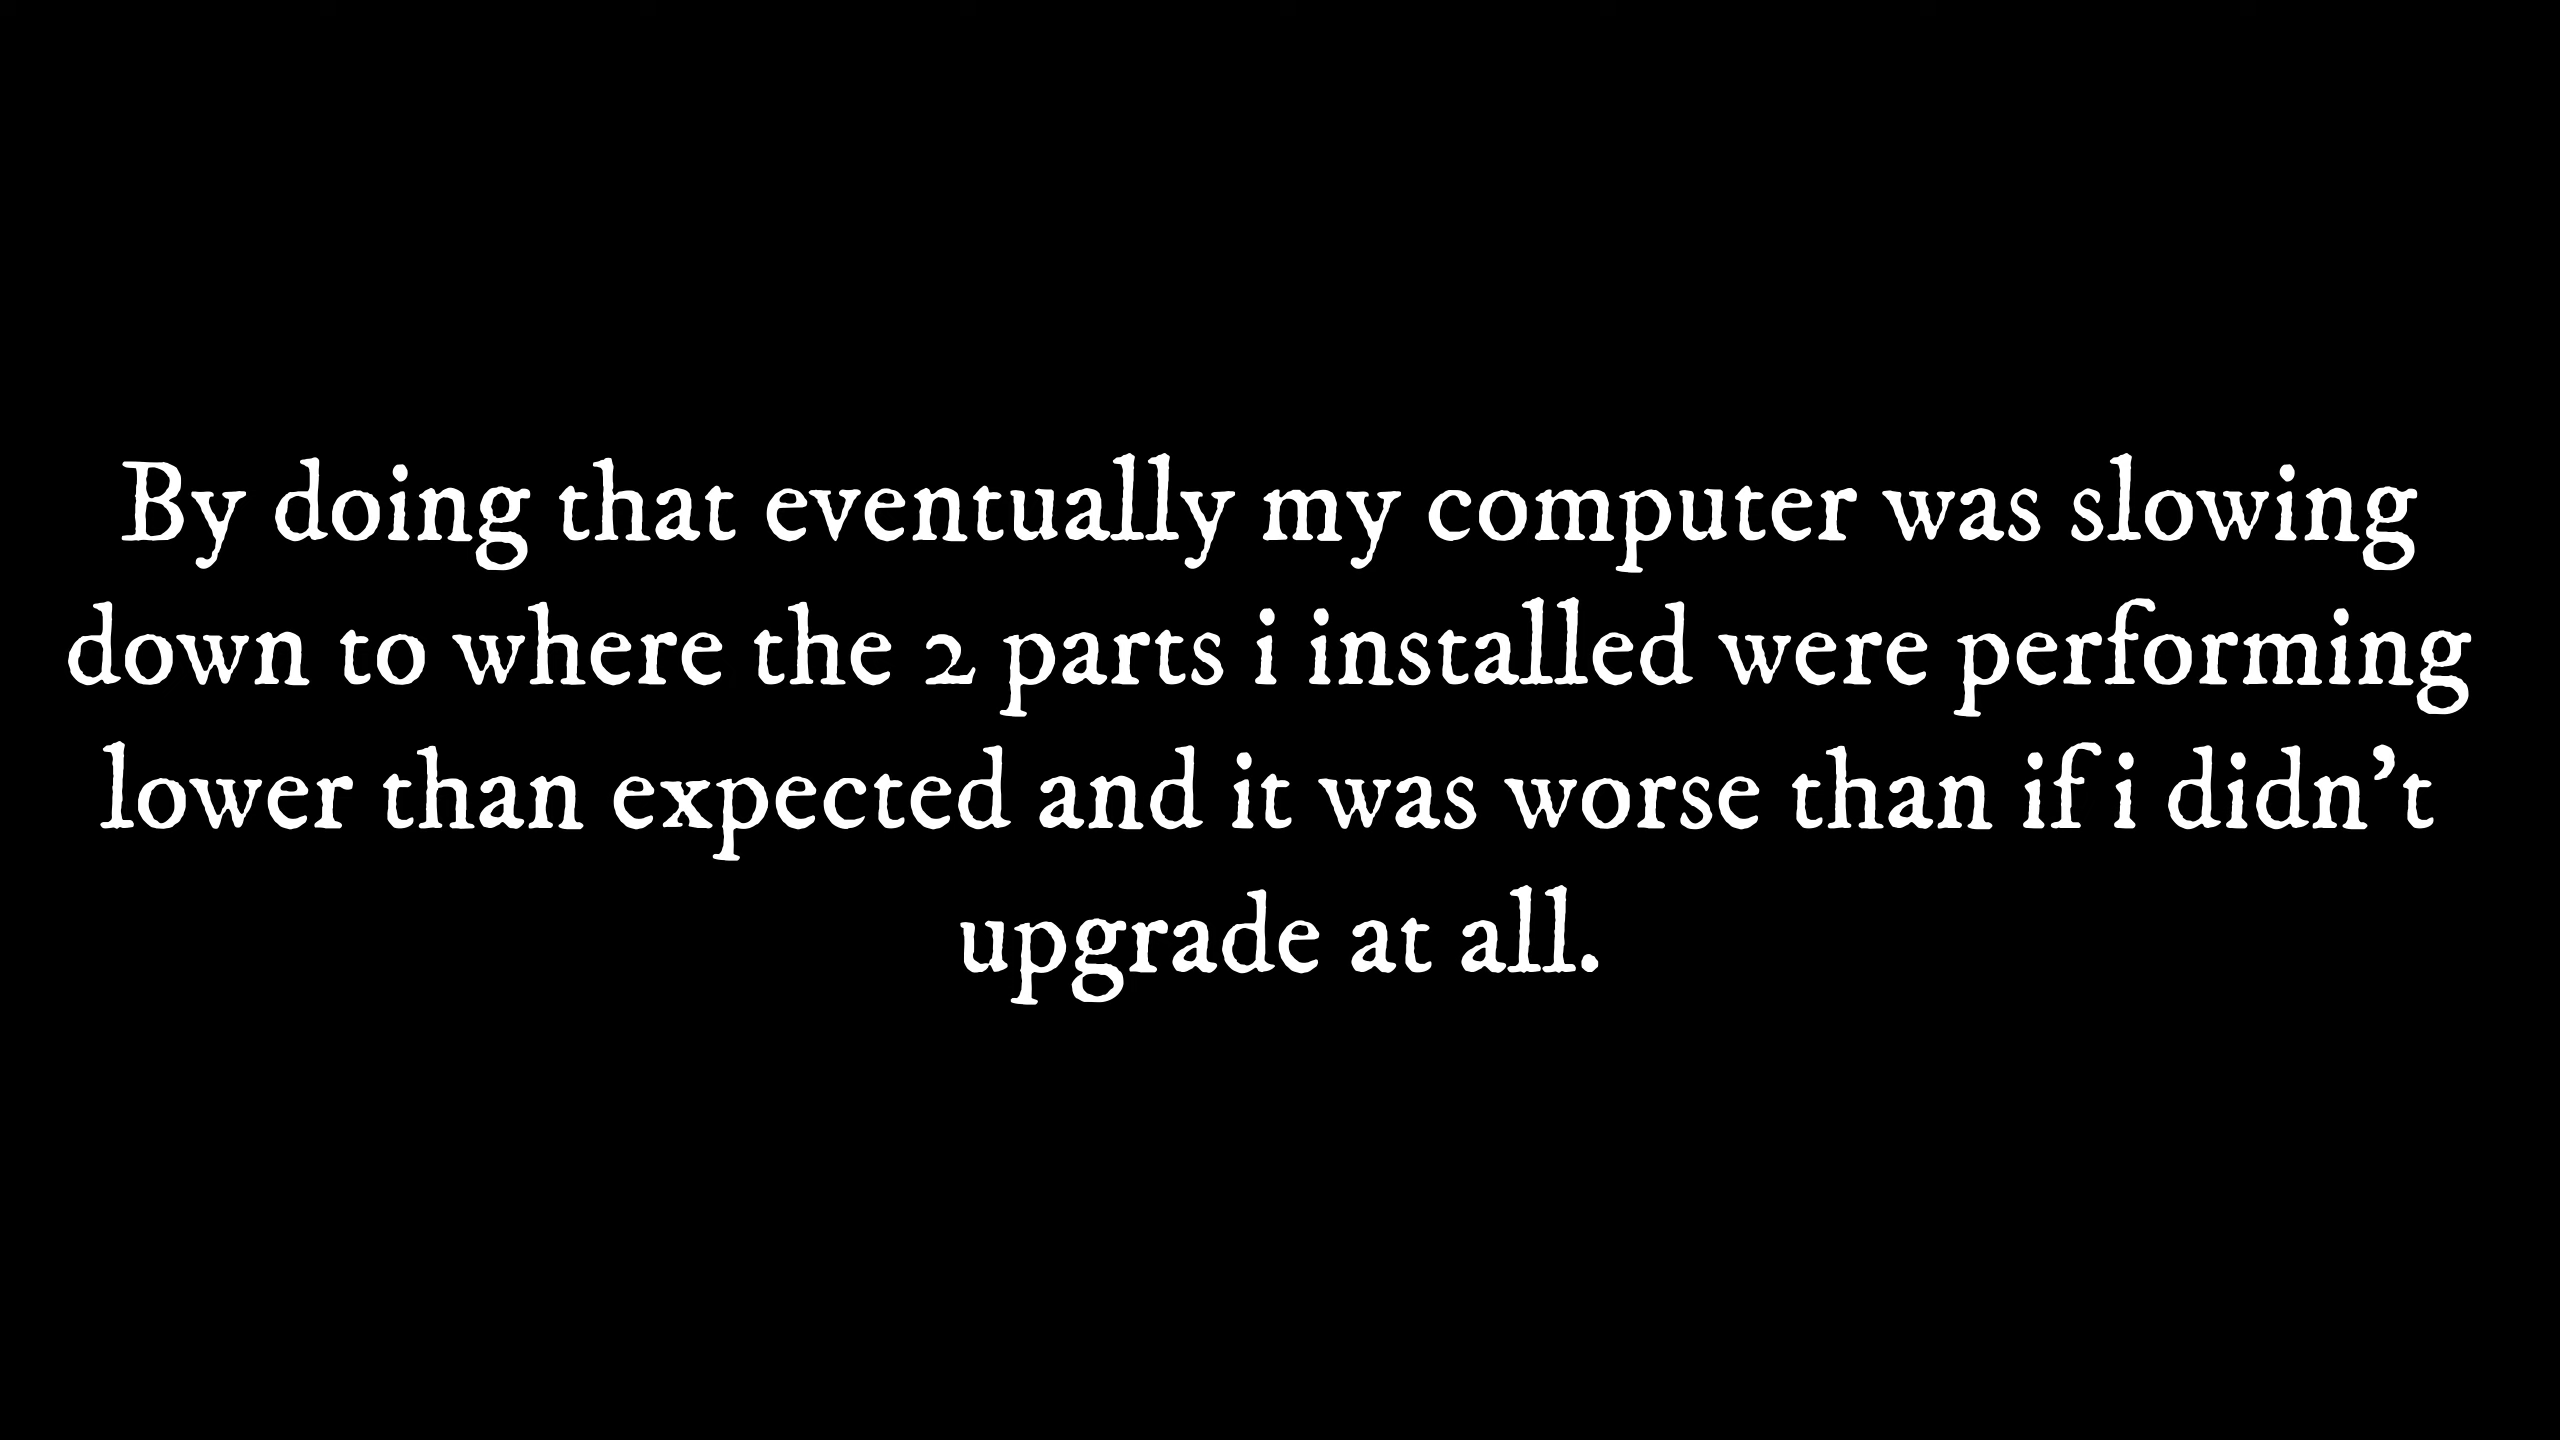 By doing that eventually my computer was slowing
down to where the 2 parts i installed were performing
lower than expected and it was worse than if i didn't
upgrade at all.